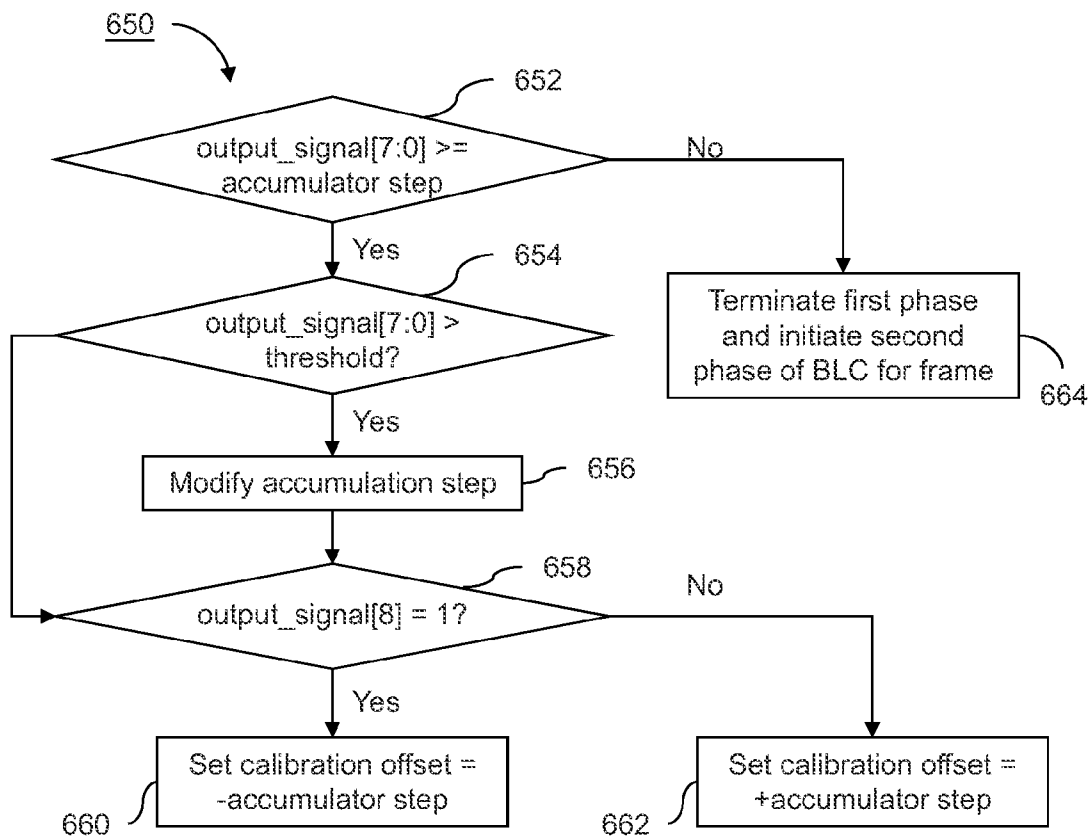 650
652
output_signal[7:0] >=
accumulator step
No
Yes
654
output_signal[7:0] >
threshold?
Terminate first phase
and initiate second
phase of BLC for frame
664
Yes
Modify accumulation step
656
658
output_signal[8] = 1?
No
Yes
Set calibration offset =
-accumulator step
660
Set calibration offset =
+accumulator step
662